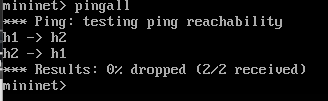 mininet> pingall
*** Ping: testing ping reachability
h1 -> h2
h2 -> h1
*** Results: 0% dropped (2/2 received)
mininet>